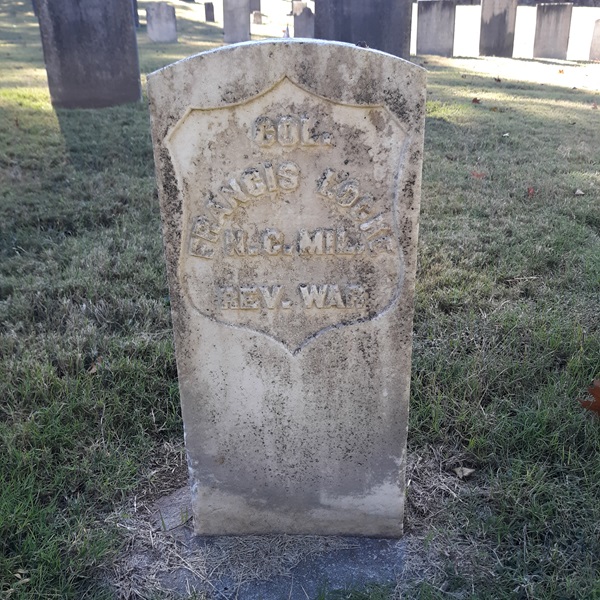 COL.
FRANCIS LOCKE
N.C. MIL.
REV. WAR